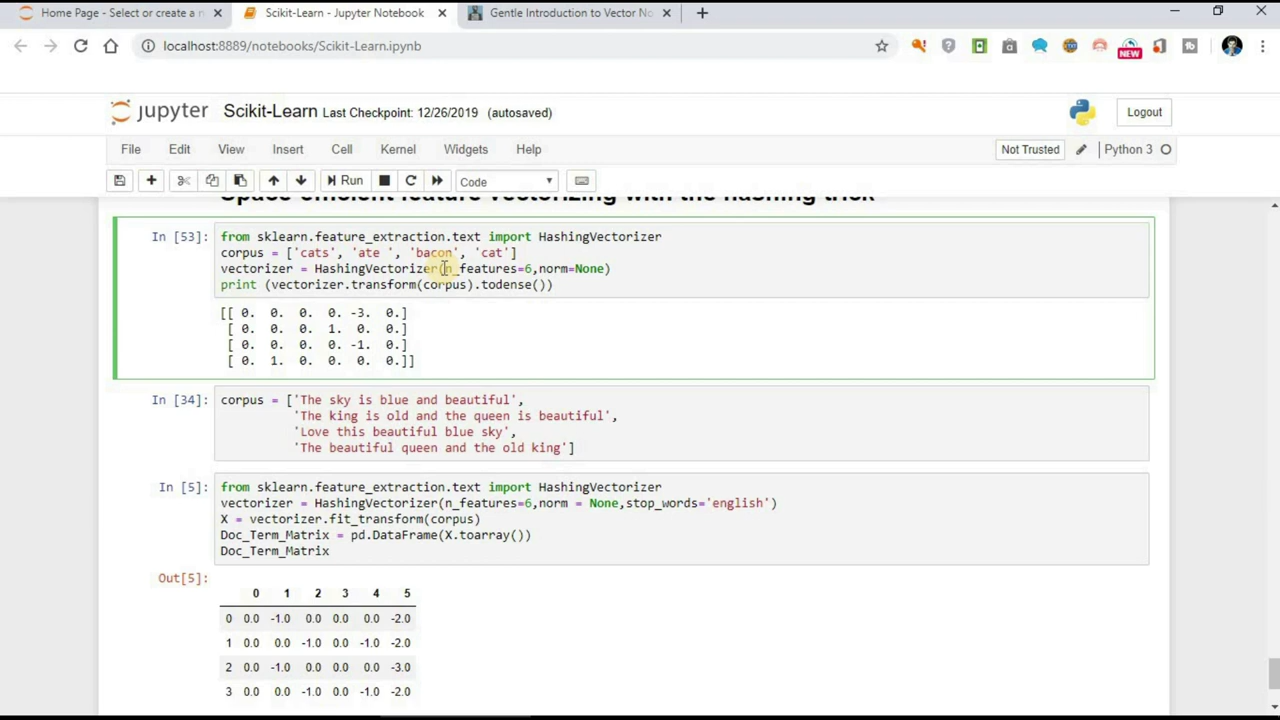 Home Page - Select or create a n
Scikit-Learn - Jupyter Notebook
Gentle Introduction to Vector No
localhost:8889/notebooks/Scikit-Learn.ipynb
NEW
jupyter Scikit-Learn Last Checkpoint: 12/26/2019 (autosaved)
Logout
File Edit View Insert Cell Kernel Widgets Help
Not Trusted
Python 3
Run
Code
Space efficient feature vectorizing with the hashing trick
In [53]: from sklearn.feature_extraction.text import HashingVectorizer
corpus = ['cats', 'ate ', 'bacon', 'cat']
vectorizer = HashingVectorizer(n_features=6,norm=None)
print (vectorizer.transform(corpus).todense())
[[ 0. 0. 0. 0. -3. 0.]
[ 0. 0. 0. 1. 0. 0.]
[ 0. 0. 0. 0. -1. 0.]
[ 0. 1. 0. 0. 0. 0.]]
In [34]: corpus = ['The sky is blue and beautiful',
'The king is old and the queen is beautiful',
'Love this beautiful blue sky',
'The beautiful queen and the old king']
In [5]: from sklearn.feature_extraction.text import HashingVectorizer
vectorizer = HashingVectorizer(n_features=6,norm = None,stop_words='english')
X = vectorizer.fit_transform(corpus)
Doc_Term_Matrix = pd.DataFrame(X.toarray())
Doc_Term_Matrix
Out[5]:
0 1 2 3 4 5
0 0.0 -1.0 0.0 0.0 0.0 -2.0
1 0.0 0.0 -1.0 0.0 -1.0 -2.0
2 0.0 -1.0 0.0 0.0 0.0 -3.0
3 0.0 0.0 -1.0 0.0 -1.0 -2.0